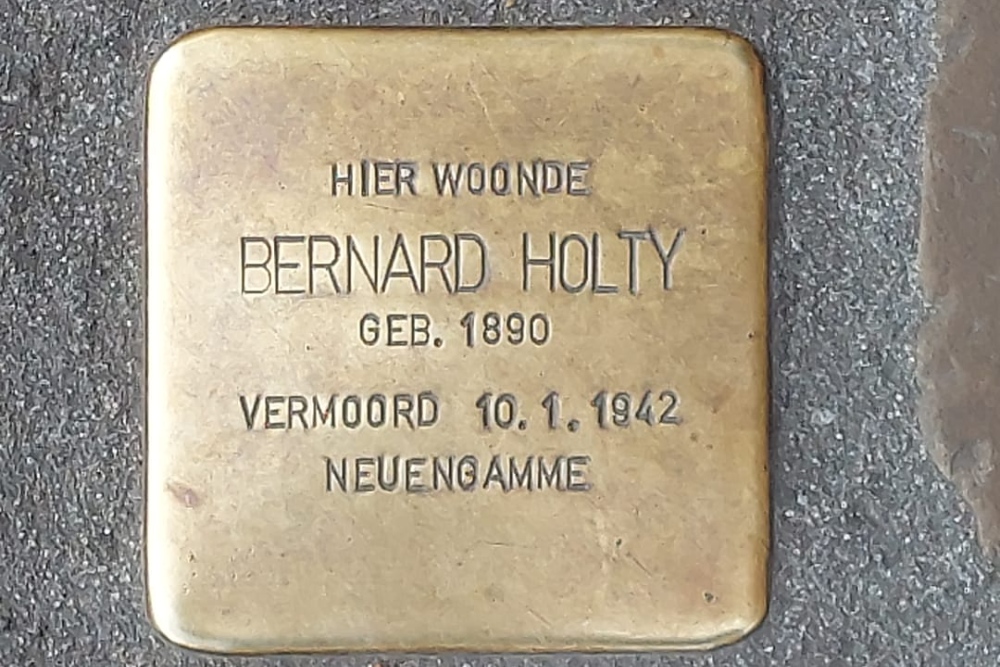 HIER WOONDE
BERNARD HOLTY
GEB. 1890
VERMOORD 10.1.1942
NEUENGAMME